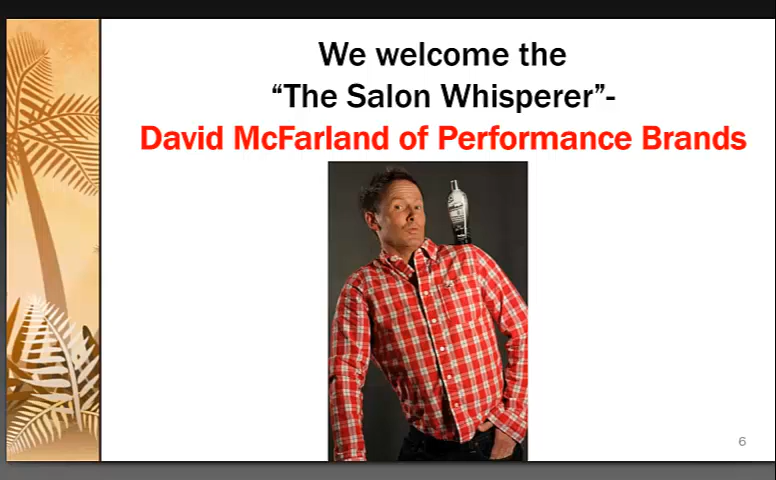 We welcome the
“The Salon Whisperer”-
David McFarland of Performance Brands
6